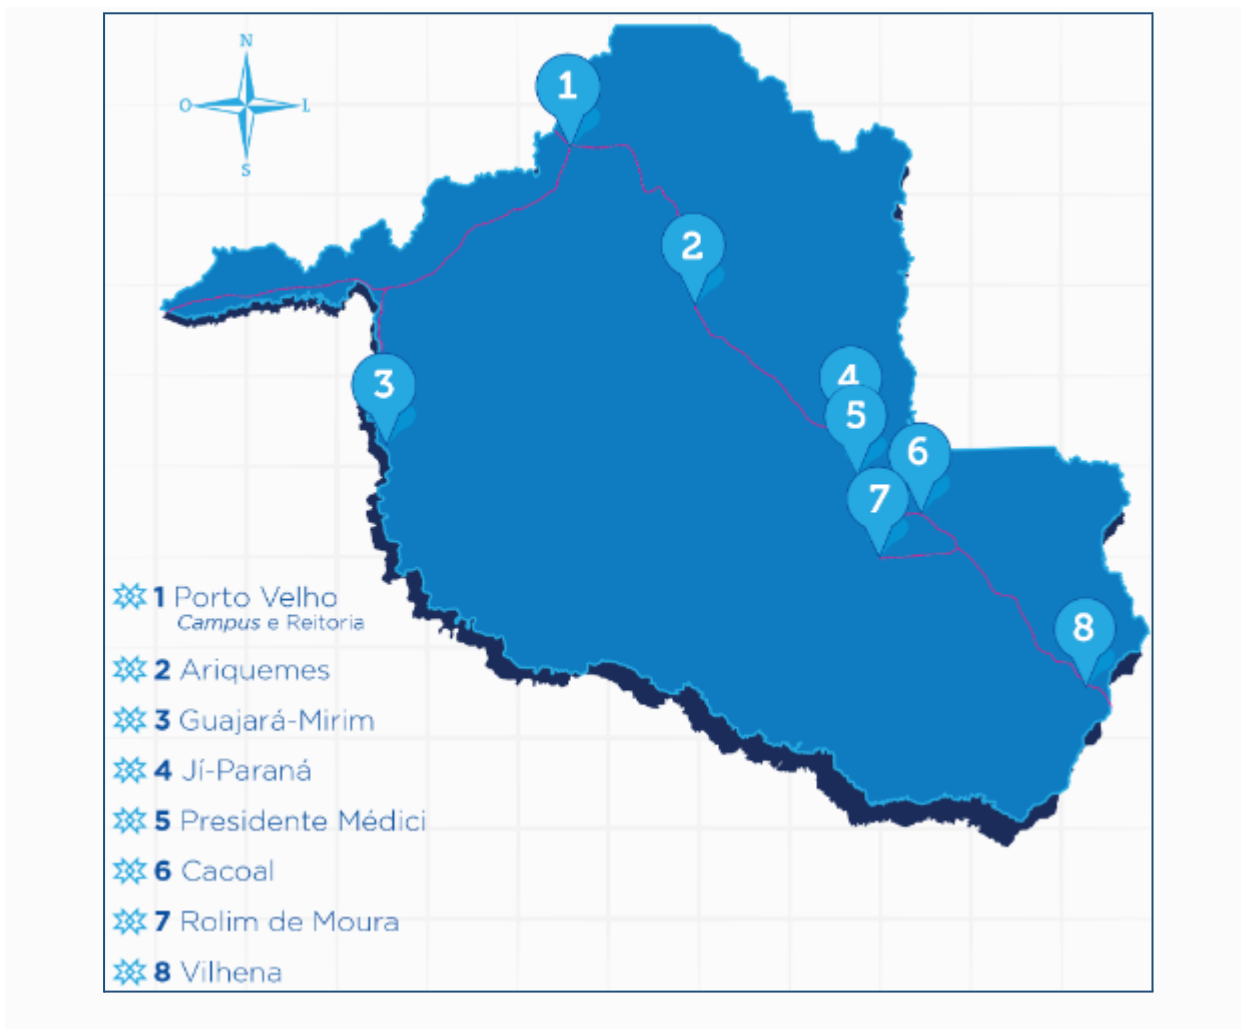 N
O
L
S
1
2
3
4
5
6
7
8
1 Porto Velho
Campus e Reitoria
2 Ariquemes
3 Guajará-Mirim
4 Jí-Paraná
5 Presidente Médici
6 Cacoal
7 Rolim de Moura
8 Vilhena